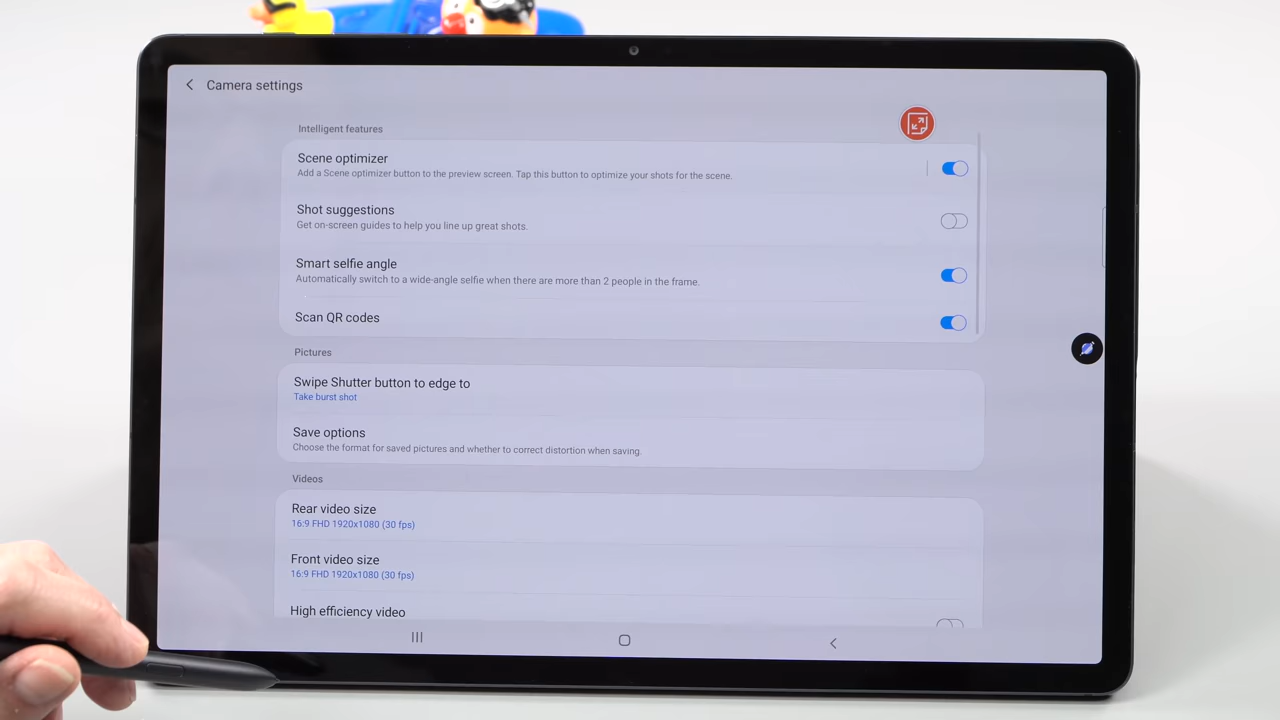 Camera settings
Intelligent features
Scene optimizer
Add a Scene optimizer button to the preview screen. Tap this button to optimize your shots for the scene.
Shot suggestions
Get on-screen guides to help you line up great shots.
Smart selfie angle
Automatically switch to a wide-angle selfie when there are more than 2 people in the frame.
Scan QR codes
Pictures
Swipe Shutter button to edge to
Take burst shot
Save options
Choose the format for saved pictures and whether to correct distortion when saving.
Videos
Rear video size
16:9 FHD 1920x1080 (30 fps)
Front video size
16:9 FHD 1920x1080 (30 fps)
High efficiency video